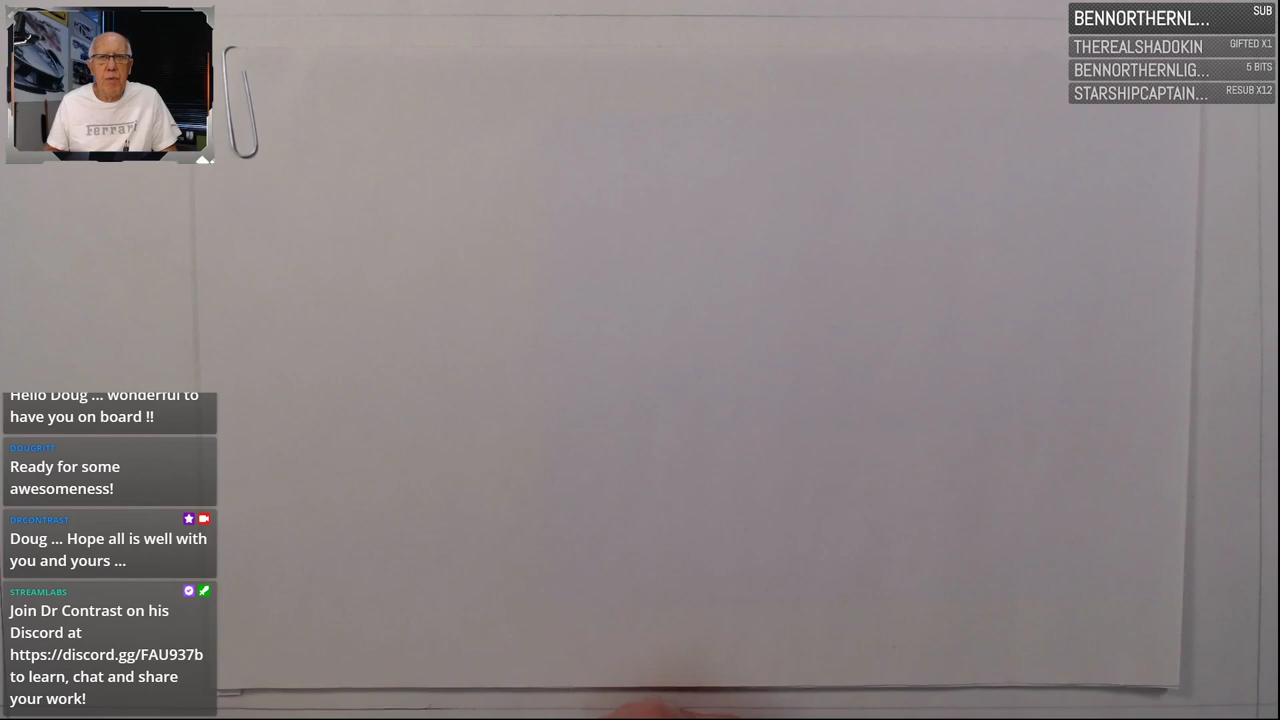 Ferrari
BENNORTHERNL... SUB
THEREALSHADOKIN GIFTED X1
BENNORTHERNLIG... 5 BITS
STARSHIPCAPTAIN... RESUB X12
Hello Doug ... wonderful to
have you on board !!
DOUGRITT
Ready for some
awesomeness!
DRCONTRAST
Doug ... Hope all is well with
you and yours ...
STREAMLABS
Join Dr Contrast on his
Discord at
https://discord.gg/FAU937b
to learn, chat and share
your work!